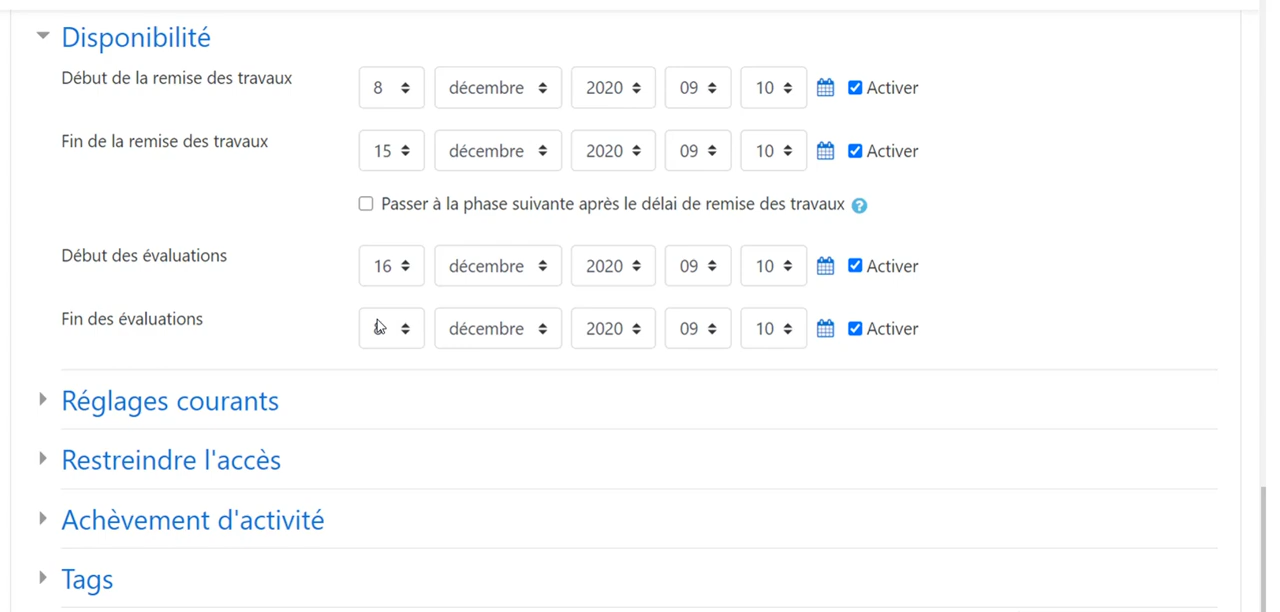 Disponibilité
Début de la remise des travaux 8 décembre 2020 09 10 Activer
Fin de la remise des travaux 15 décembre 2020 09 10 Activer
Passer à la phase suivante après le délai de remise des travaux ?
Début des évaluations 16 décembre 2020 09 10 Activer
Fin des évaluations décembre 2020 09 10 Activer
Réglages courants
Restreindre l'accès
Achèvement d'activité
Tags